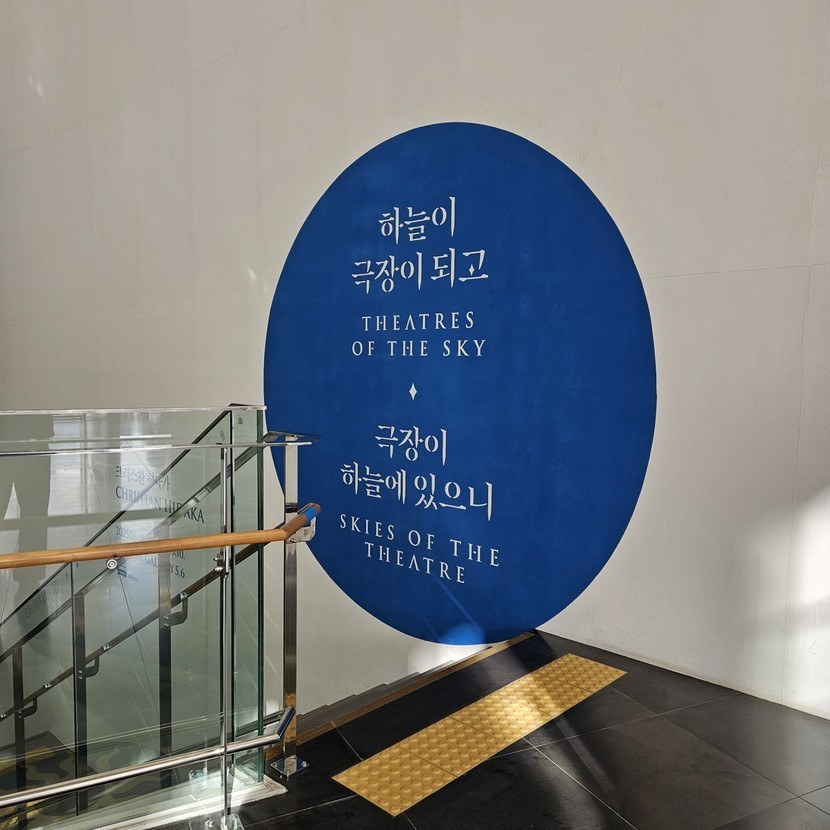 하늘이
극장이 되고
THEATRES
OF THE SKY
극장이
하늘에 있으니
SKIES OF THE
THEATRE
CHRISTIAN